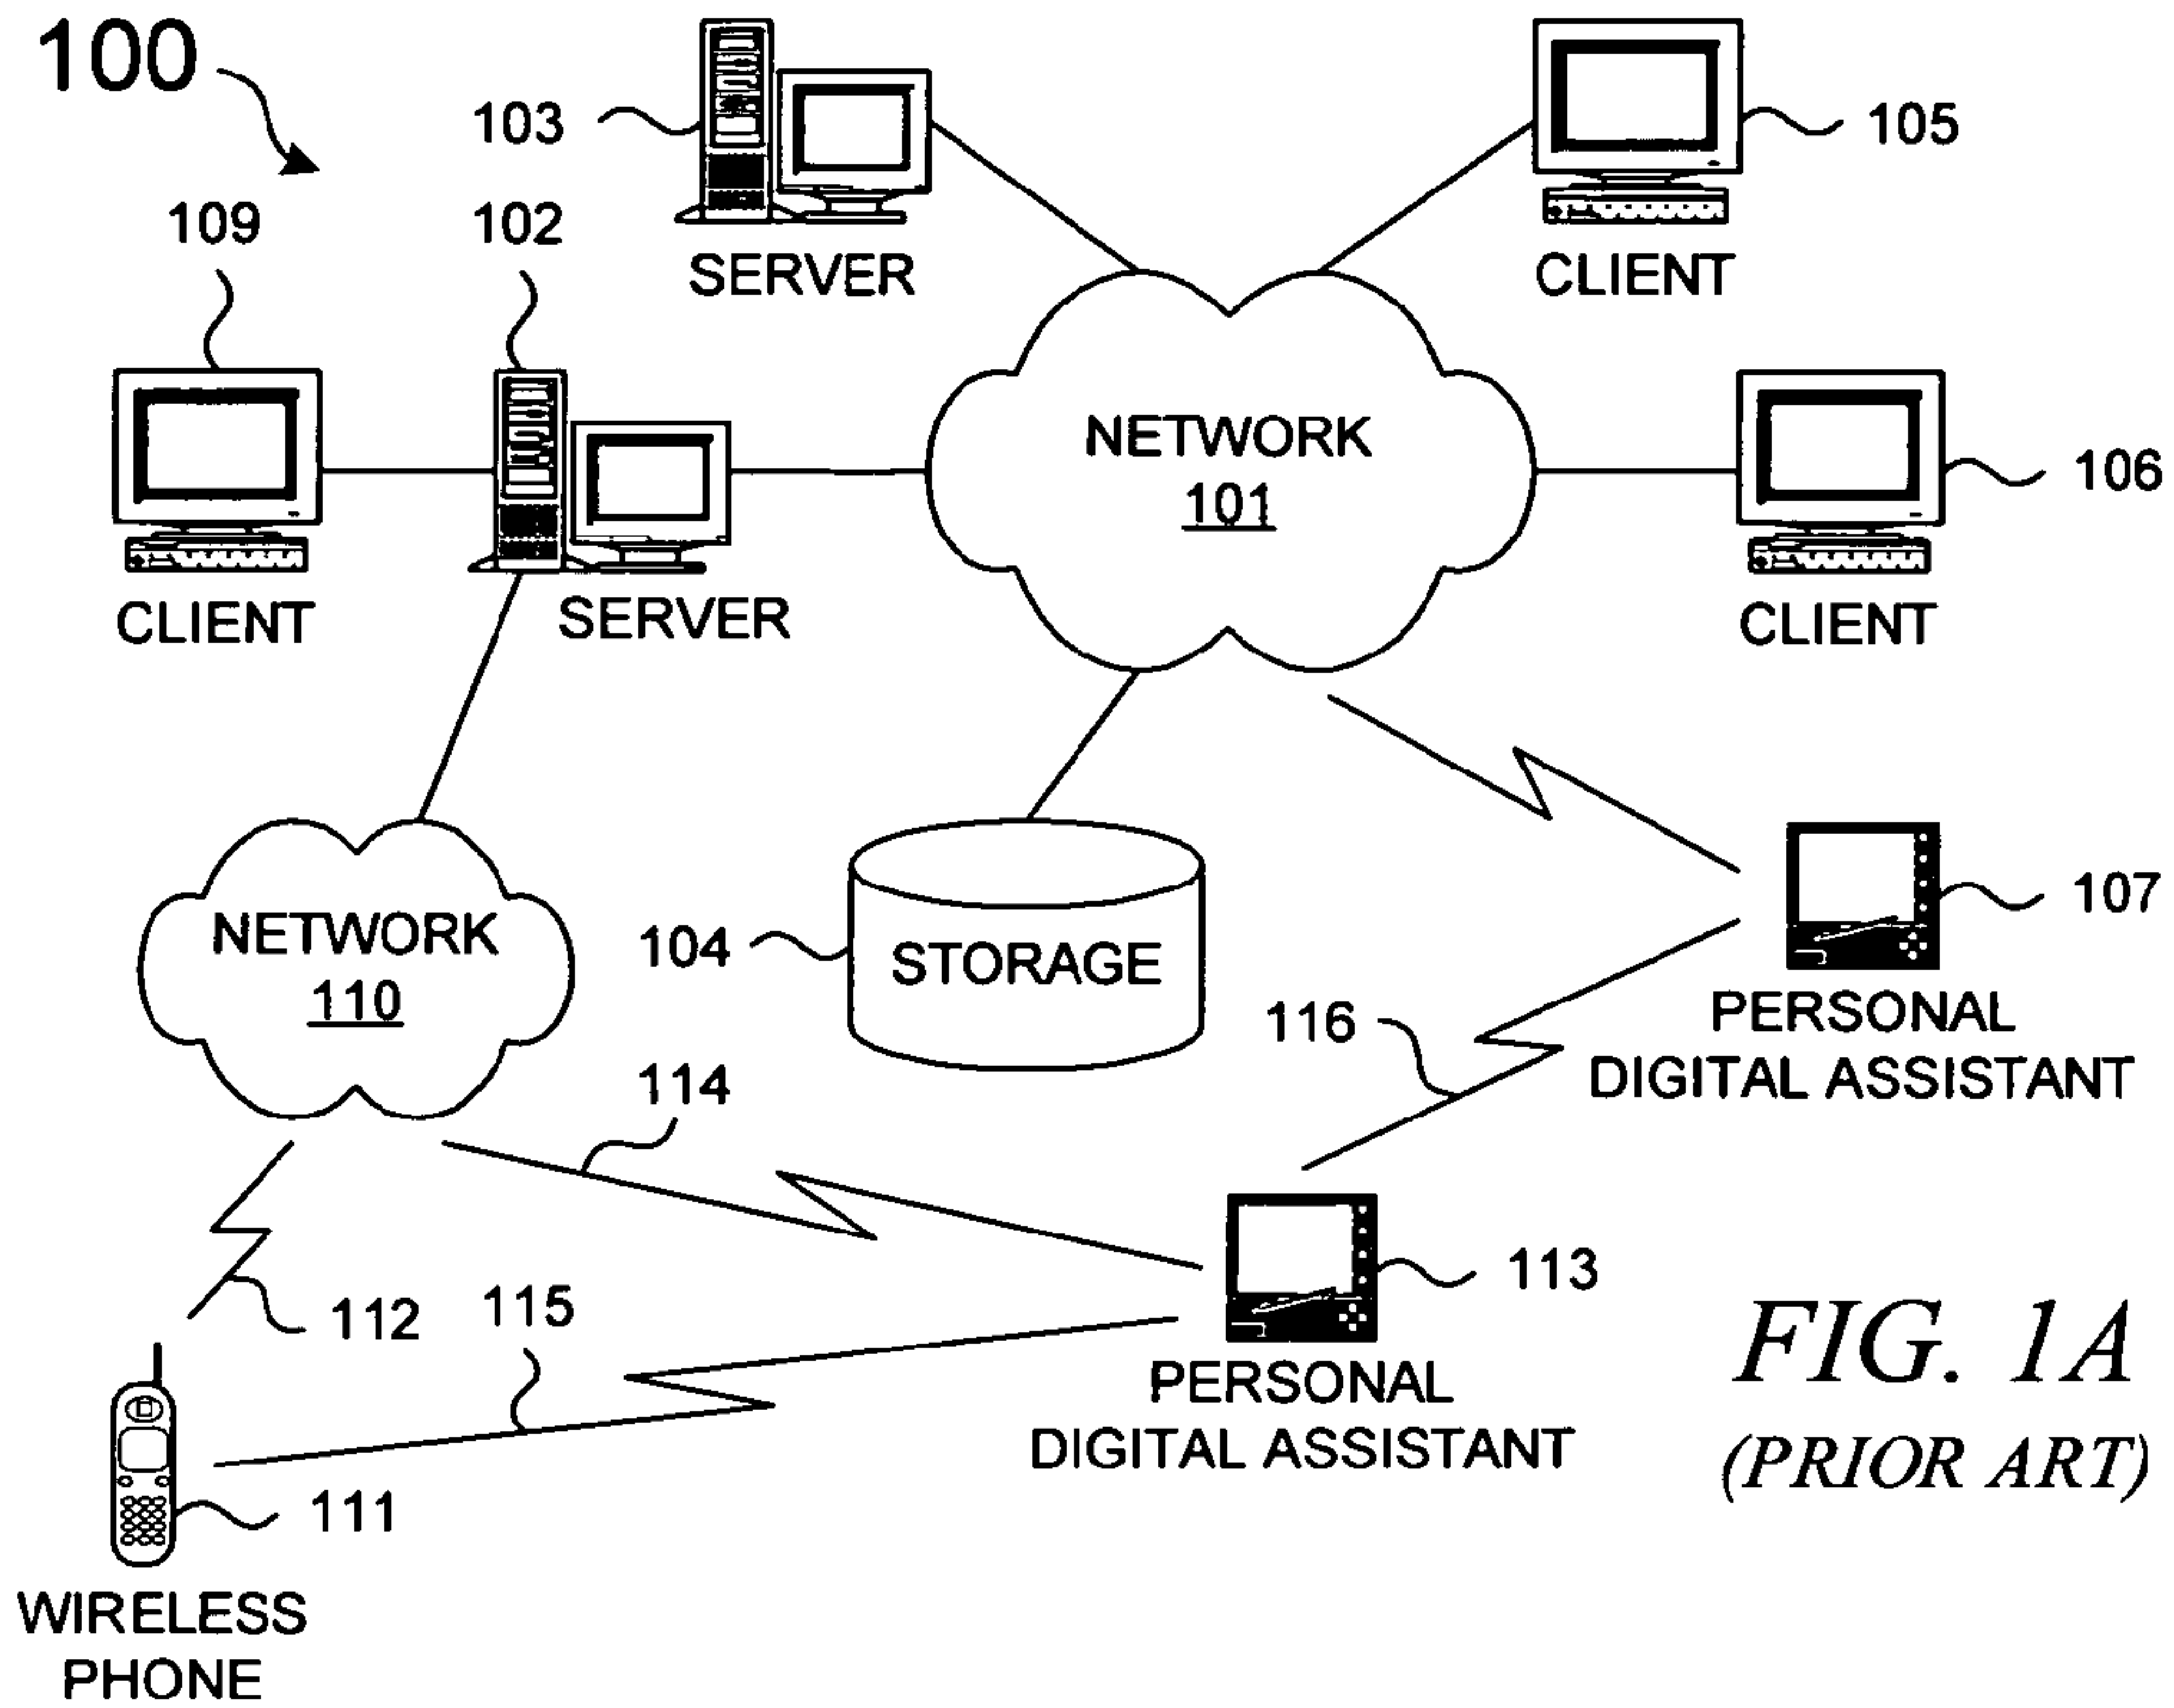 100
103
105
109
102
SERVER
CLIENT
NETWORK
101
106
CLIENT
SERVER
CLIENT
107
NETWORK
110
104
STORAGE
116
PERSONAL
DIGITAL ASSISTANT
114
113
112
115
FIG. 1A
(PRIOR ART)
PERSONAL
DIGITAL ASSISTANT
111
WIRELESS
PHONE